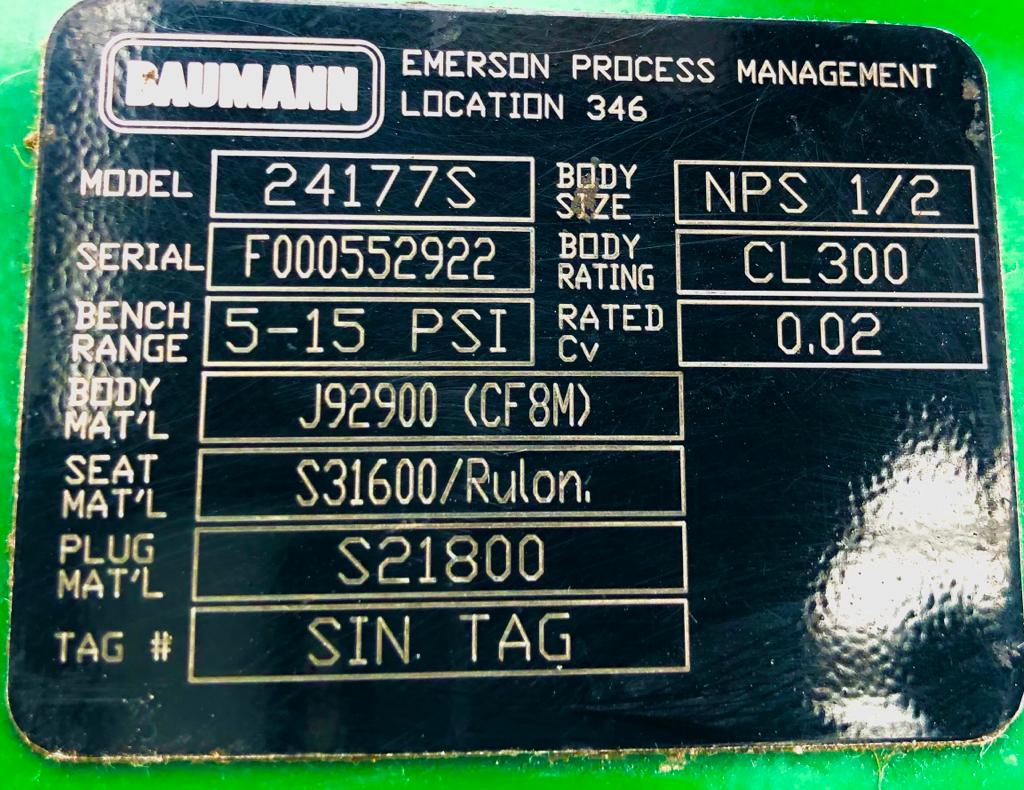 BAUMANN
EMERSON PROCESS MANAGEMENT
LOCATION 346
MODEL 24177S
BODY SIZE NPS 1/2
SERIAL F000552922
BODY RATING CL300
BENCH RANGE 5-15 PSI
RATED Cv 0.02
BODY MAT'L J92900 (CF8M)
SEAT MAT'L S31600/Rulon.
PLUG MAT'L S21800
TAG # SIN TAG